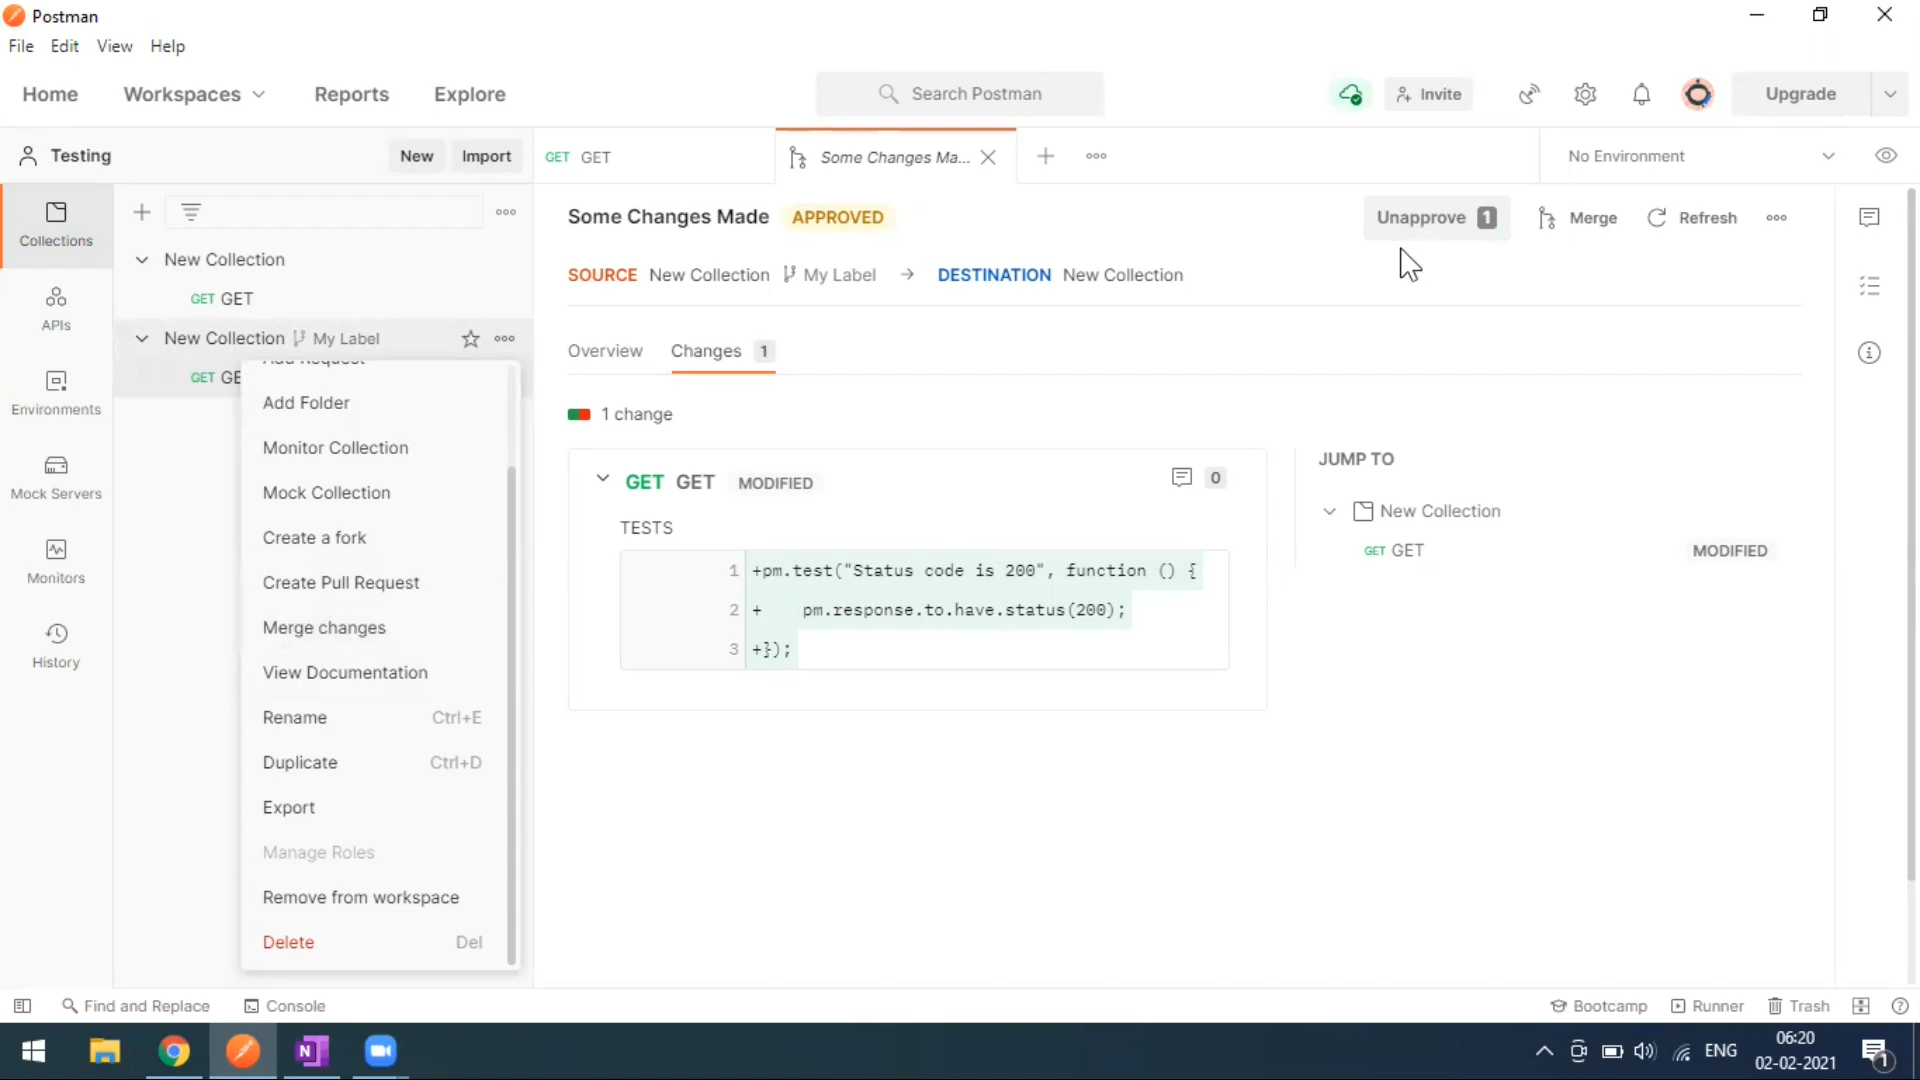 Postman
File Edit View Help
Home Workspaces Reports Explore Search Postman Invite Upgrade
Testing New Import GET GET Some Changes Ma... No Environment
Collections
APIs
Environments
Mock Servers
Monitors
History
New Collection
GET GET
New Collection My Label
GET GE
Add Request
Add Folder
Monitor Collection
Mock Collection
Create a fork
Create Pull Request
Merge changes
View Documentation
Rename Ctrl+E
Duplicate Ctrl+D
Export
Manage Roles
Remove from workspace
Delete Del
Some Changes Made APPROVED Unapprove 1 Merge Refresh
SOURCE New Collection My Label → DESTINATION New Collection
Overview Changes 1
1 change
GET GET MODIFIED 0
TESTS
1 +pm.test("Status code is 200", function () {
2 + pm.response.to.have.status(200);
3 +});
JUMP TO
New Collection
GET GET MODIFIED
Find and Replace Console Bootcamp Runner Trash
N ENG 06:20
02-02-2021
1